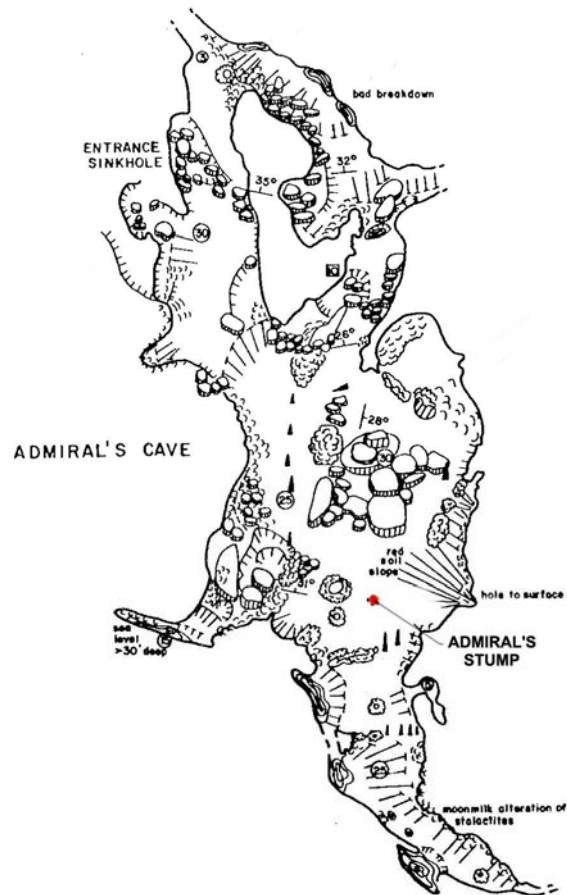 bad breakdown
ENTRANCE
SINKHOLE
32°
35°
30
26°
28°
ADMIRAL'S CAVE
30
25
red
soil
slope
31°
hole to surface
sea
level
>30' deep
ADMIRAL'S
STUMP
25
moonmilk alteration of
stalactites